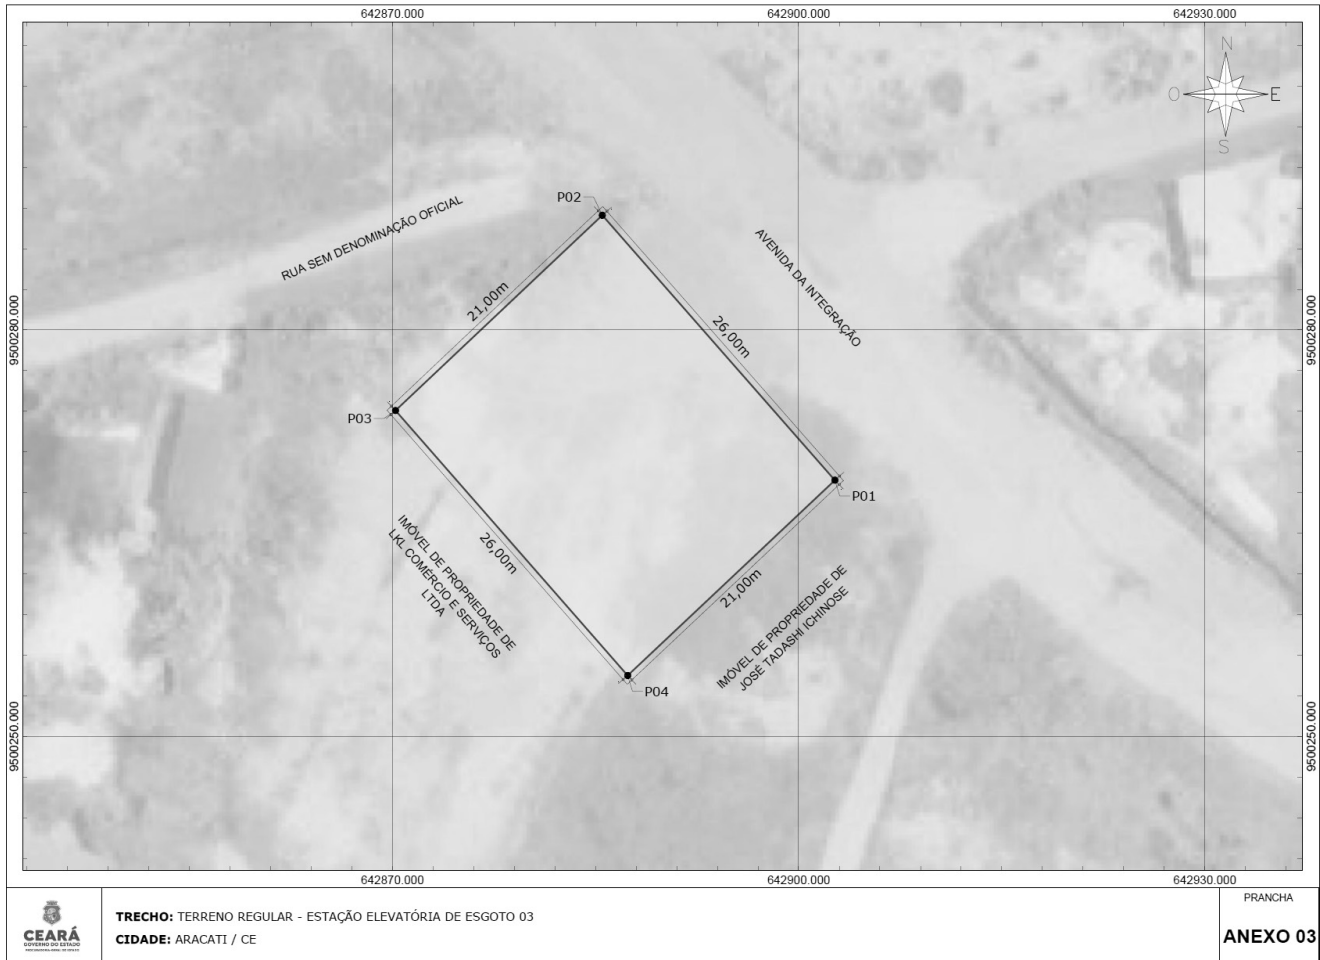 642870.000
642900.000
642930.000
N
O
E
S
P02
RUA SEM DENOMINAÇÃO OFICIAL
AVENIDA DA INTEGRAÇÃO
21,00m
26,00m
9500280.000
9500280.000
P03
P01
IMÓVEL DE PROPRIEDADE DE
LKL COMÉRCIO E SERVIÇOS
LTDA
26,00m
21,00m
IMÓVEL DE PROPRIEDADE DE
JOSÉ TADASHI ICHINOSE
P04
9500250.000
9500250.000
642870.000
642900.000
642930.000
CEARÁ
GOVERNO DO ESTADO
TRECHO: TERRENO REGULAR - ESTAÇÃO ELEVATÓRIA DE ESGOTO 03
CIDADE: ARACATI / CE
PRANCHA
ANEXO 03